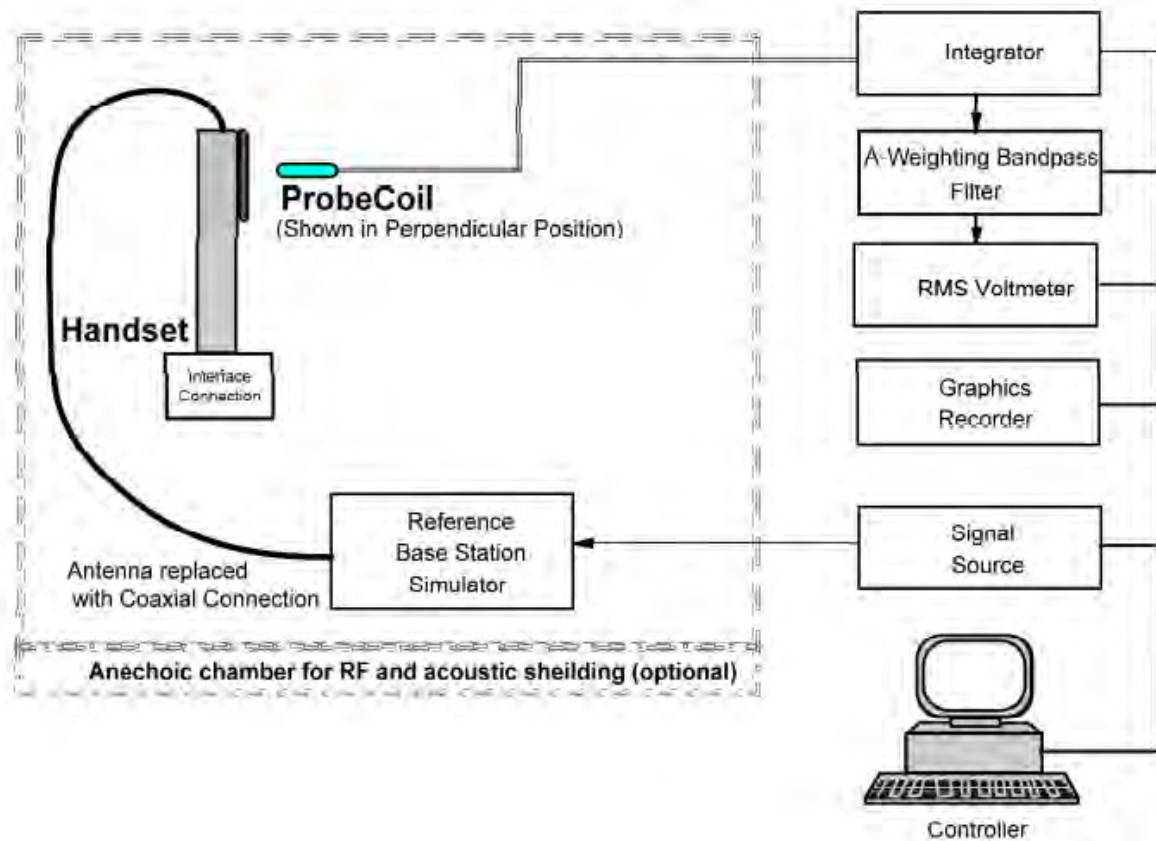 Integrator
A-Weighting Bandpass
Filter
RMS Voltmeter
Graphics
Recorder
Signal
Source
Controller
ProbeCoil
(Shown in Perpendicular Position)
Handset
Interface
Connection
Reference
Base Station
Simulator
Antenna replaced
with Coaxial Connection
Anechoic chamber for RF and acoustic sheilding (optional)